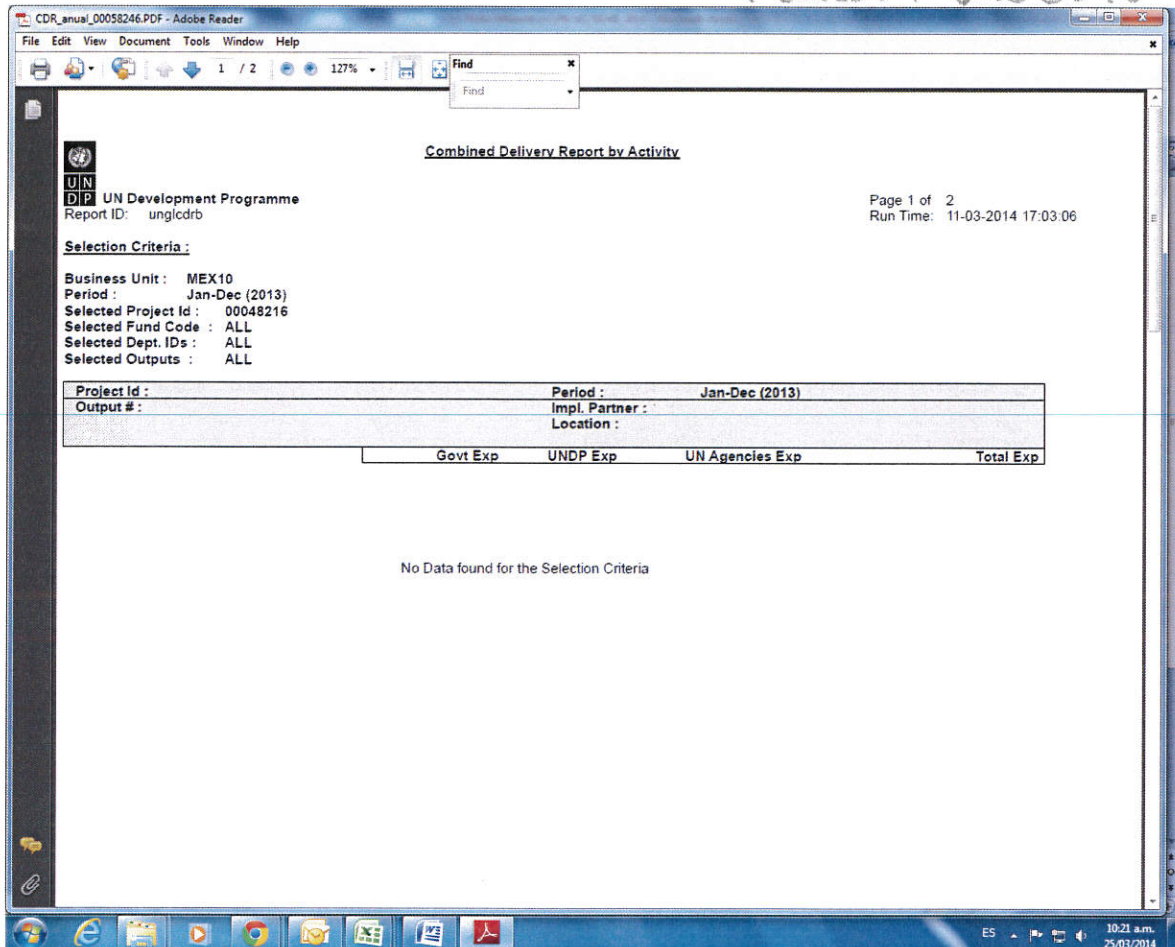 CDR_anual_00058246.PDF - Adobe Reader
File Edit View Document Tools Window Help
1 / 2 127% Find
Find
Combined Delivery Report by Activity
UN
DP UN Development Programme
Page 1 of 2
Report ID: unglcdrb
Run Time: 11-03-2014 17:03:06
Selection Criteria :
Business Unit : MEX10
Period : Jan-Dec (2013)
Selected Project Id : 00048216
Selected Fund Code : ALL
Selected Dept. IDs : ALL
Selected Outputs : ALL
Project Id : Period : Jan-Dec (2013)
Output # : Impl. Partner :
Location :
Govt Exp UNDP Exp UN Agencies Exp Total Exp
No Data found for the Selection Criteria
ES 10:21 a.m.
25/03/2014